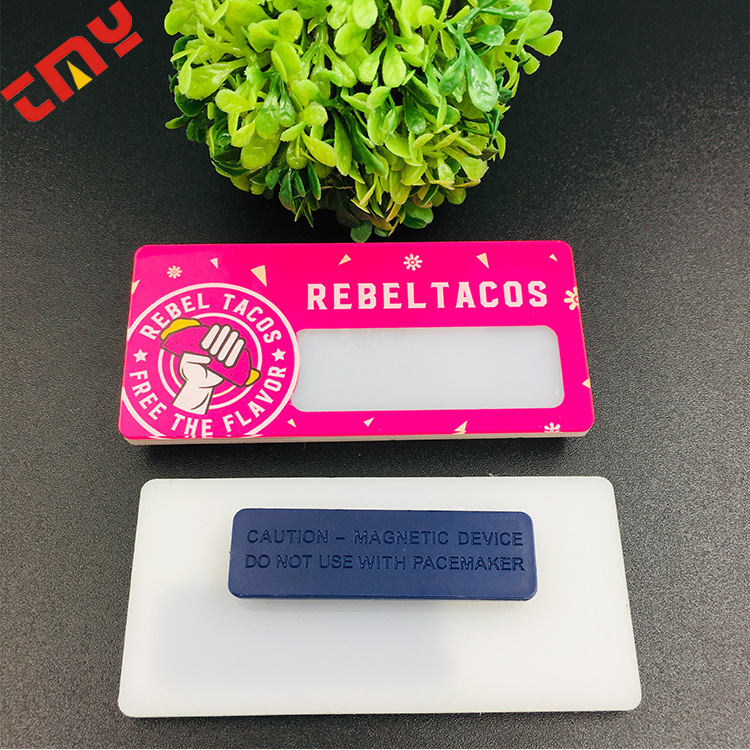 TMY
REBELTACOS
REBEL TACOS
FREE THE FLAVOR
CAUTION - MAGNETIC DEVICE
DO NOT USE WITH PACEMAKER